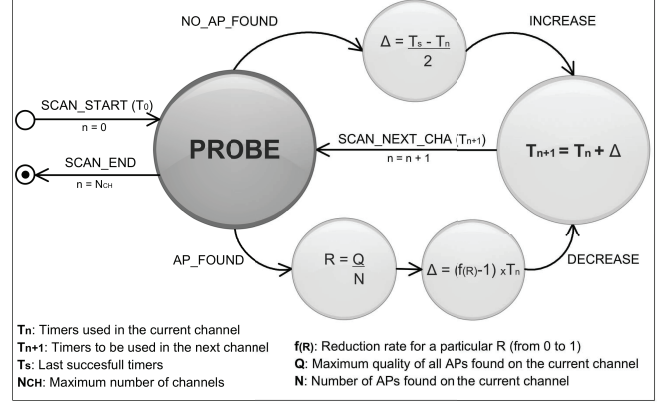 NO_AP_FOUND
Δ = Ts - Tn
2
INCREASE
SCAN_START (T0)
n = 0
PROBE
SCAN_NEXT_CHA (Tn+1)
n = n + 1
Tn+1 = Tn + Δ
SCAN_END
n = NCH
AP_FOUND
R = Q
N
Δ = (f(R)-1) xTn
DECREASE
Tn: Timers used in the current channel
Tn+1: Timers to be used in the next channel
Ts: Last succesfull timers
NCH: Maximum number of channels
f(R): Reduction rate for a particular R (from 0 to 1)
Q: Maximum quality of all APs found on the current channel
N: Number of APs found on the current channel